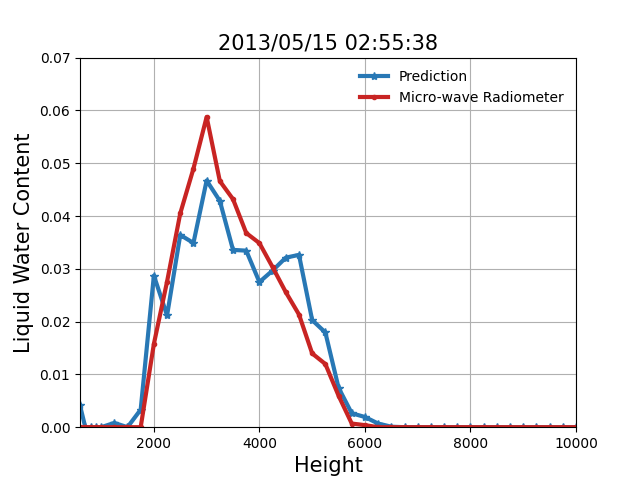 2013/05/15 02:55:38
Prediction
Micro-wave Radiometer
Liquid Water Content
0.07
0.06
0.05
0.04
0.03
0.02
0.01
0.00
2000 4000 6000 8000 10000
Height